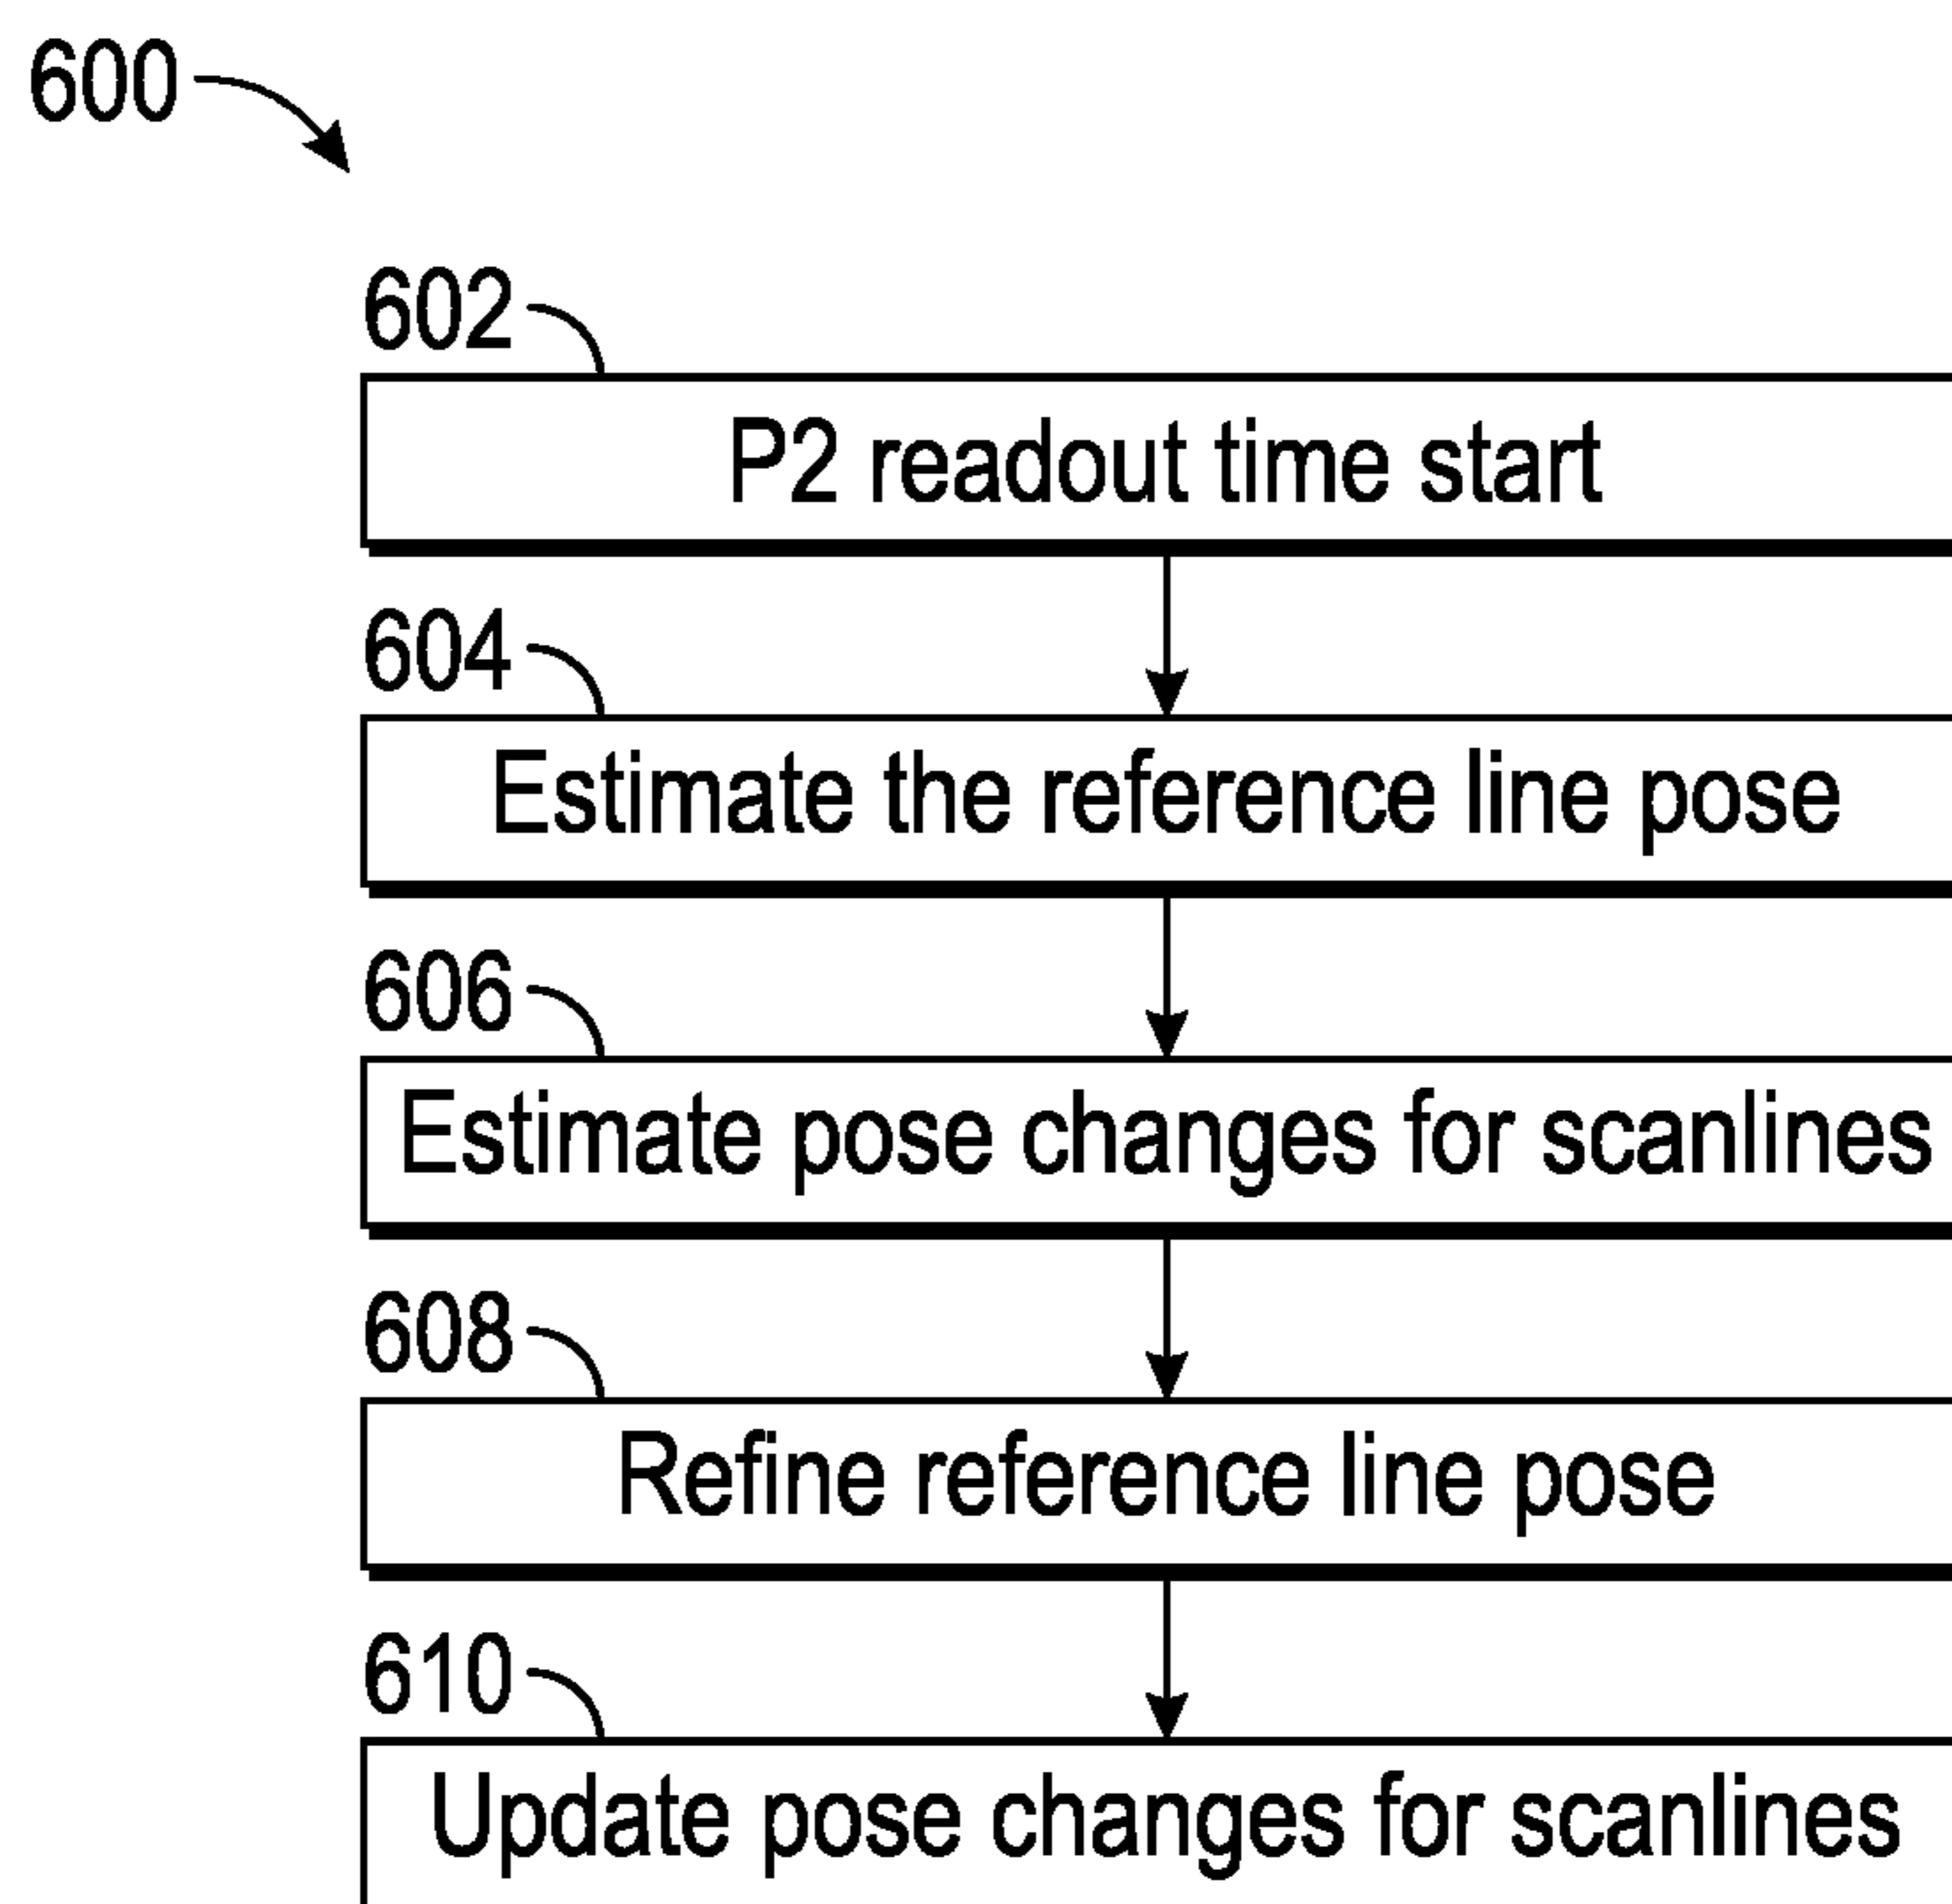 600
602
P2 readout time start
604
Estimate the reference line pose
606
Estimate pose changes for scanlines
608
Refine reference line pose
610
Update pose changes for scanlines